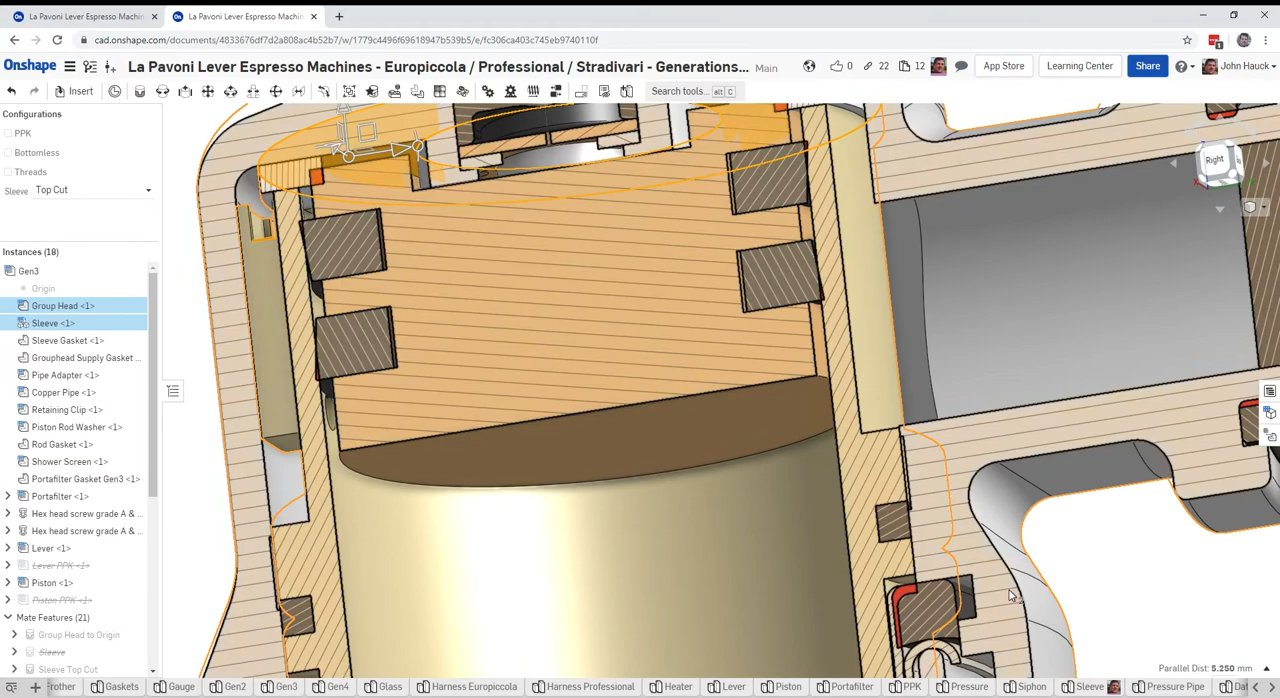 La Pavoni Lever Espresso Machin
La Pavoni Lever Espresso Machin
cad.onshape.com/documents/4833676df7d2a808ac4b52b7/w/1779c4496f69618947b539b5/e/fc306ca403c745eb9740110f
Onshape
La Pavoni Lever Espresso Machines - Europiccola / Professional / Stradivari - Generations...
Main
0
22
12
App Store
Learning Center
Share
John Hauck
Insert
Search tools...
alt
C
Configurations
PPK
Bottomless
Threads
Sleeve
Top Cut
Instances (18)
Gen3
Origin
Group Head <1>
Sleeve <1>
Sleeve Gasket <1>
Grouphead Supply Gasket ...
Pipe Adapter <1>
Copper Pipe <1>
Retaining Clip <1>
Piston Rod Washer <1>
Rod Gasket <1>
Shower Screen <1>
Portafilter Gasket Gen3 <1>
Portafilter <1>
Hex head screw grade A & ...
Hex head screw grade A & ...
Lever <1>
Lever PPK <1>
Piston <1>
Piston PPK <1>
Mate Features (21)
Group Head to Origin
Sleeve
Sleeve Top Cut
Right
Parallel Dist: 5.250 mm
rother
Gaskets
Gauge
Gen2
Gen3
Gen4
Glass
Harness Europiccola
Harness Professional
Heater
Lever
Piston
Portafilter
PPK
Pressure
Siphon
Sleeve
Pressure Pipe
Dat